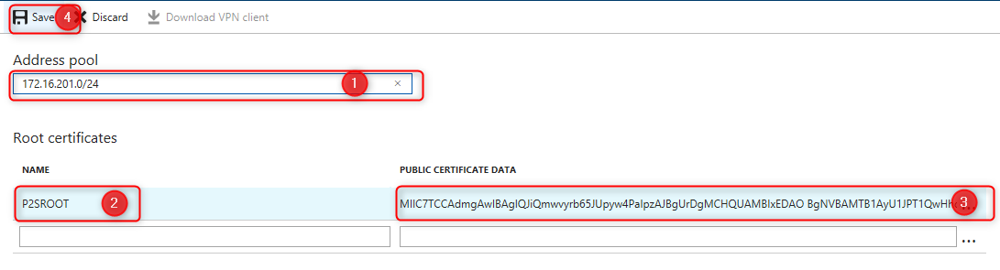 Save 4 Discard Download VPN client
Address pool
172.16.201.0/24 1 ×
Root certificates
NAME PUBLIC CERTIFICATE DATA
P2SROOT 2 MIIC7TCCAdmgAwIBAgIQJiQmwvyrb65JUpyw4PaIpzAJBgUrDgMCHQUAMBIxEDAO BgNVBAMTB1AyU1JPT1QwHh 3
...